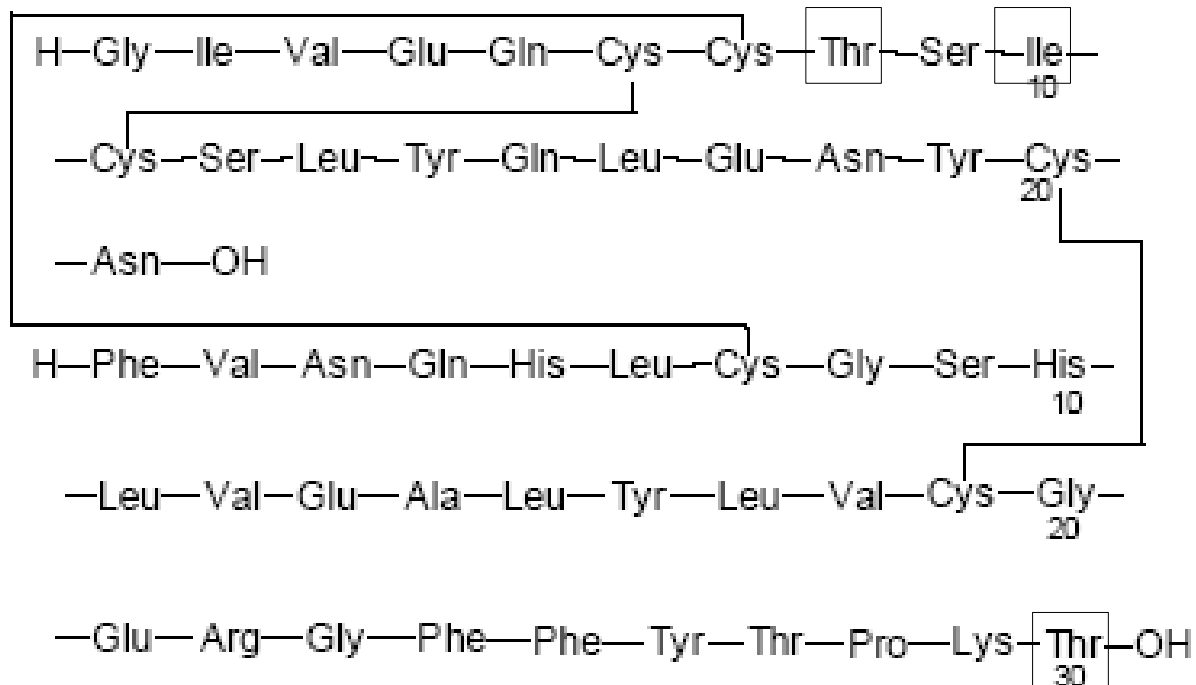 H—Gly—Ile—Val—Glu—Gln—Cys—Cys—Thr—Ser—Ile—
10
—Cys—Ser—Leu—Tyr—Gln—Leu—Glu—Asn—Tyr—Cys—
20
—Asn—OH
H—Phe—Val—Asn—Gln—His—Leu—Cys—Gly—Ser—His—
10
—Leu—Val—Glu—Ala—Leu—Tyr—Leu—Val—Cys—Gly—
20
—Glu—Arg—Gly—Phe—Phe—Tyr—Thr—Pro—Lys—Thr—OH
30